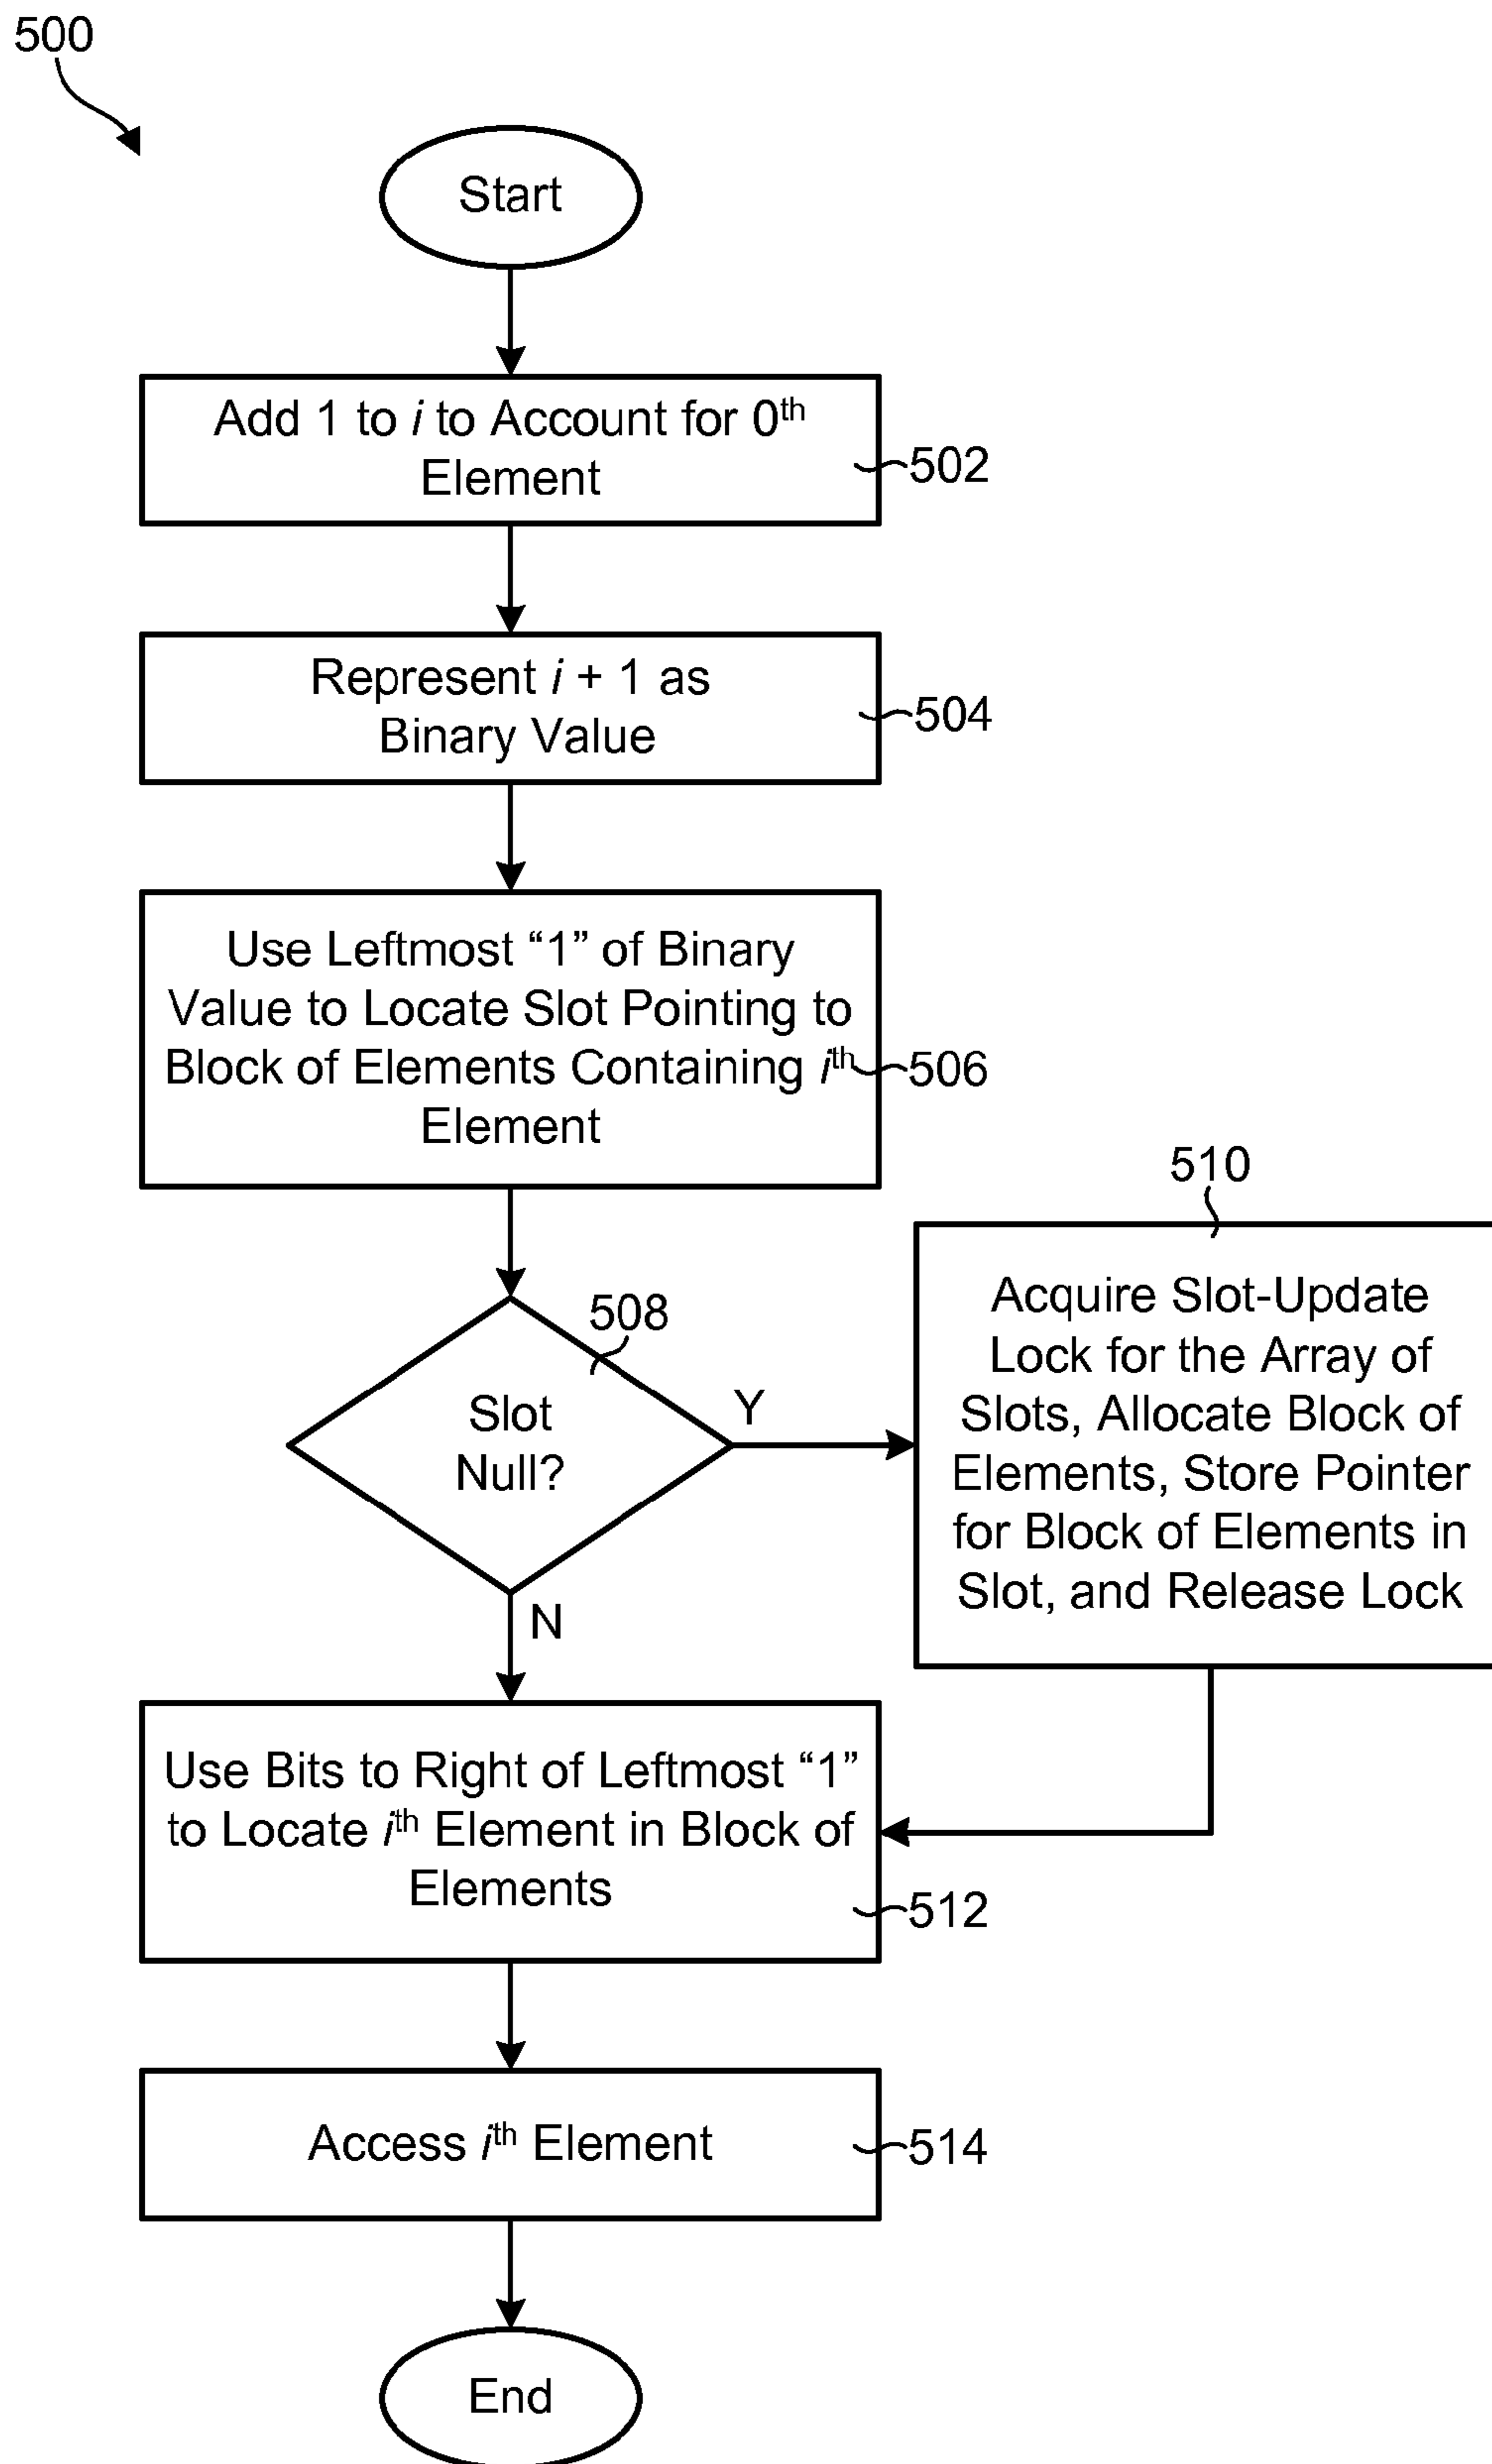 500
Start
Add 1 to i to Account for 0th
Element
502
Represent i + 1 as
Binary Value
504
Use Leftmost “1” of Binary
Value to Locate Slot Pointing to
Block of Elements Containing ith
Element
506
508
Slot
Null?
Y
N
510
Acquire Slot-Update
Lock for the Array of
Slots, Allocate Block of
Elements, Store Pointer
for Block of Elements in
Slot, and Release Lock
Use Bits to Right of Leftmost “1”
to Locate ith Element in Block of
Elements
512
Access ith Element
514
End